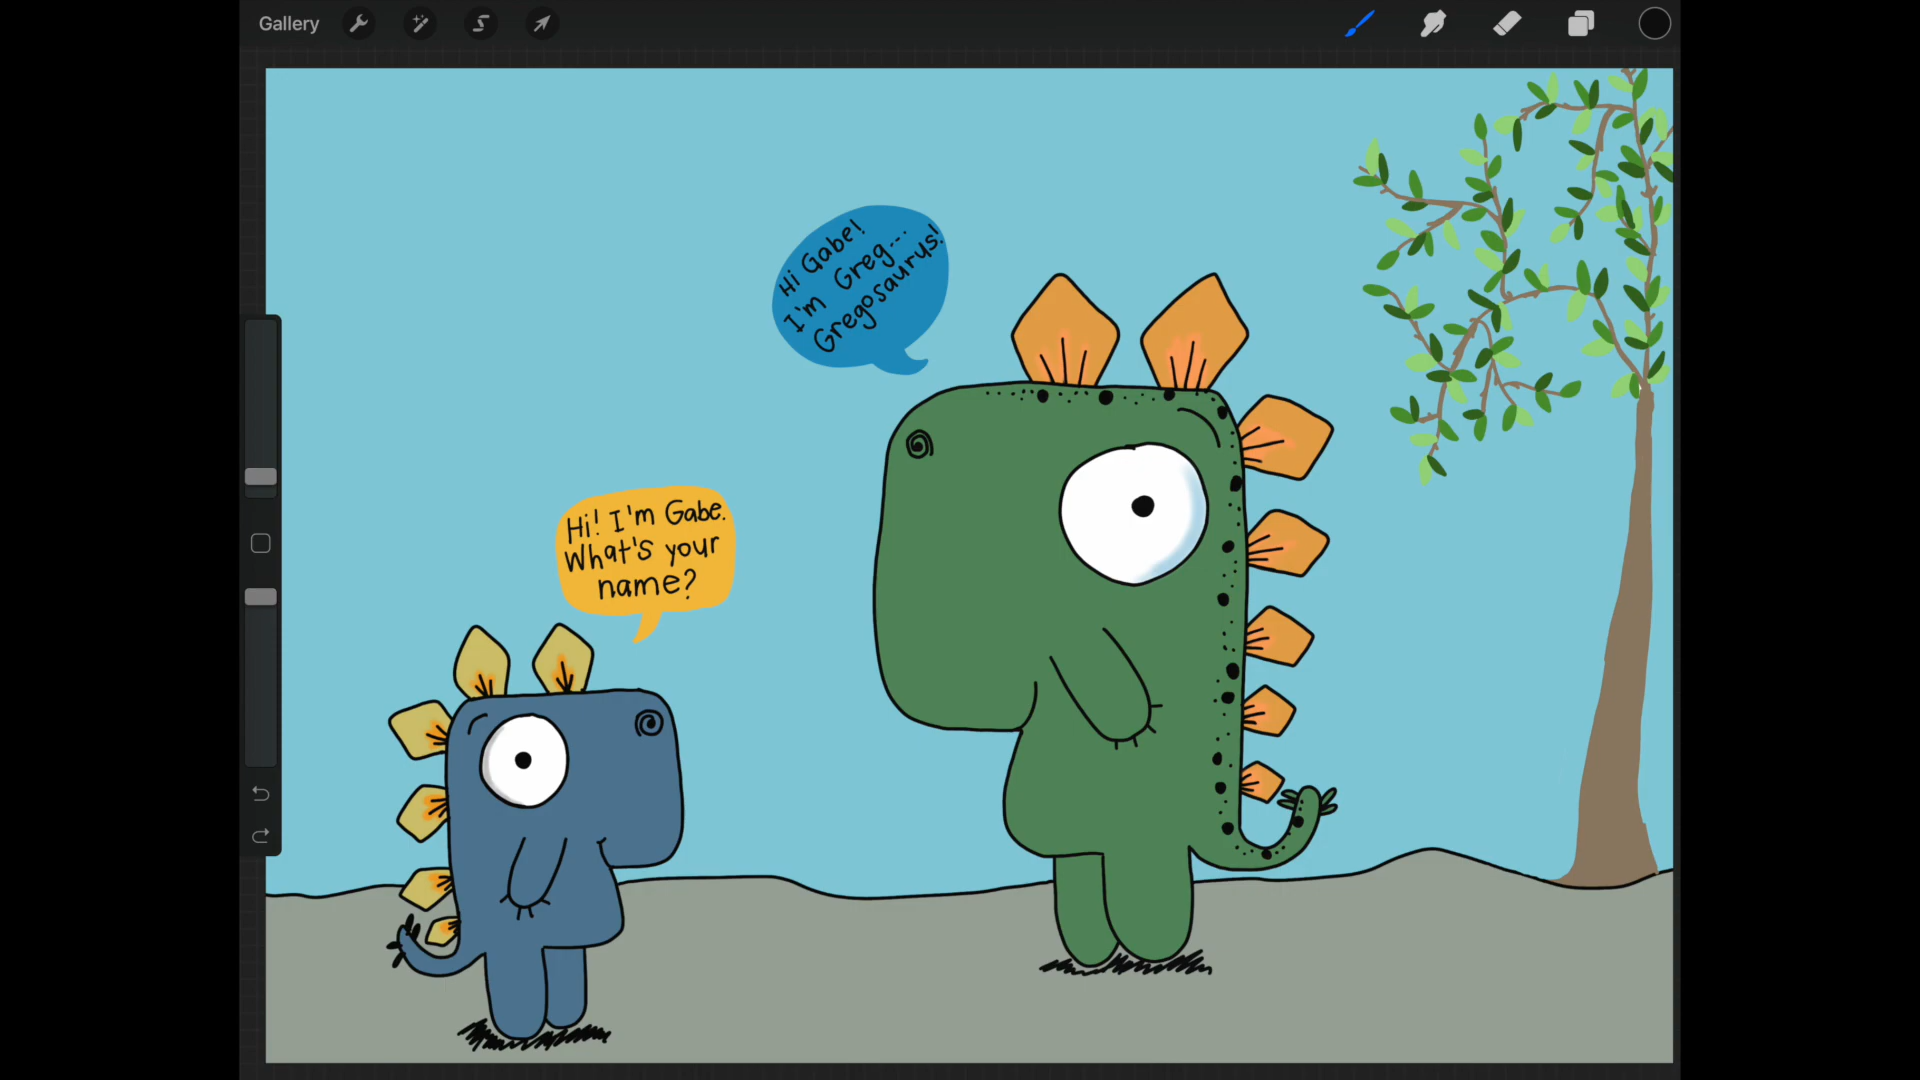 Gallery
Hi Gabe!
I'm Greg...
Gregosaurus!
Hi! I'm Gabe.
What's your
name?